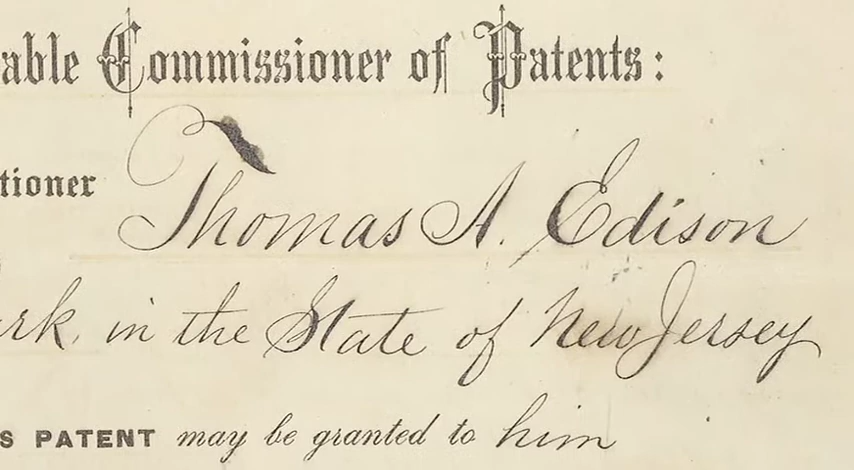 able Commissioner of Patents:
tioner Thomas A. Edison
ark, in the State of New Jersey
S PATENT may be granted to him